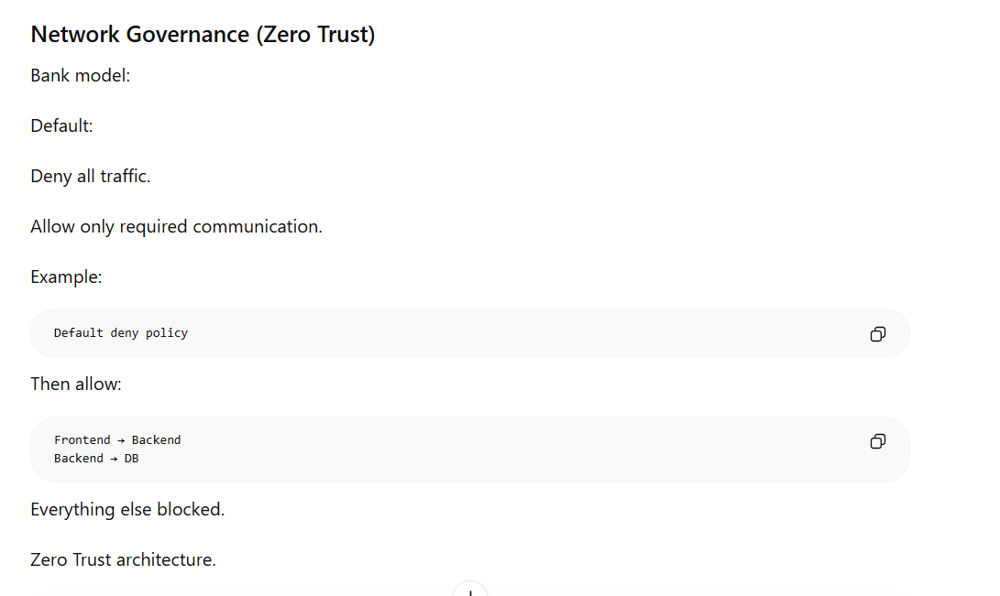 Network Governance (Zero Trust)
Bank model:
Default:
Deny all traffic.
Allow only required communication.
Example:
Default deny policy
Then allow:
Frontend → Backend
Backend → DB
Everything else blocked.
Zero Trust architecture.